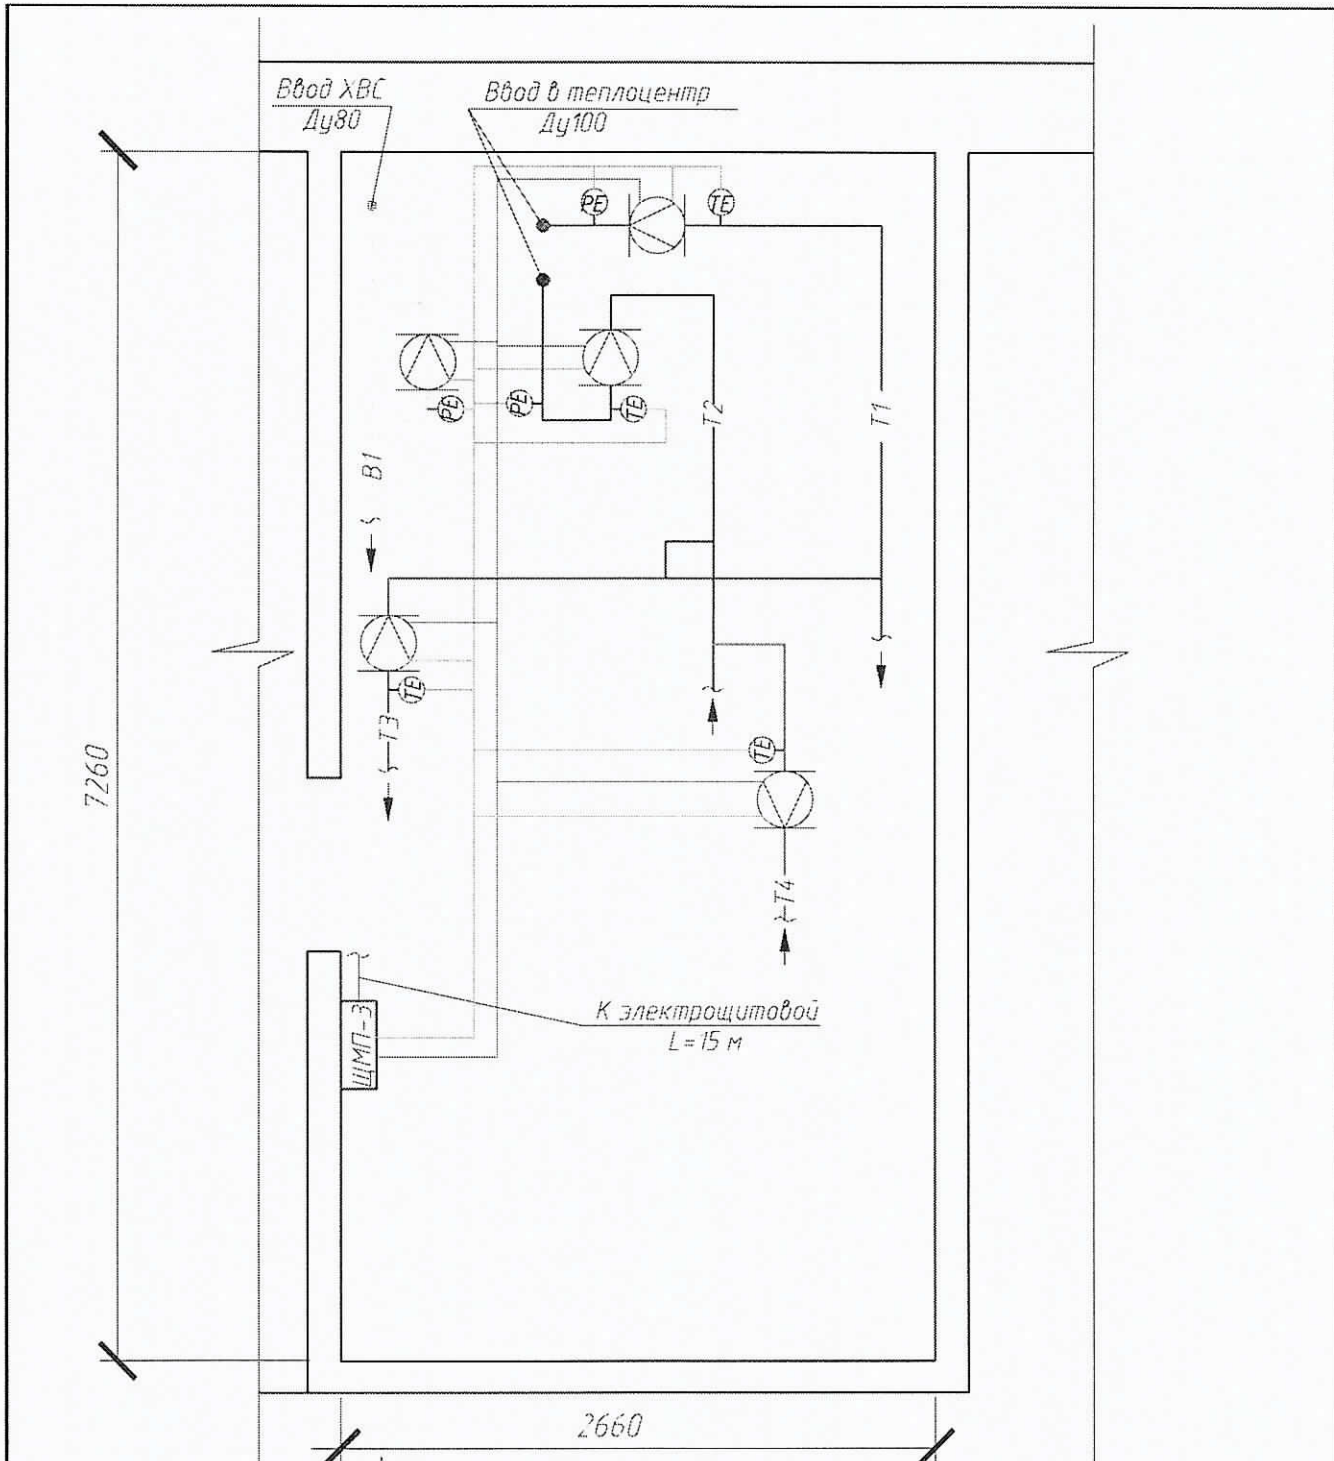 Ввод ХВС
Ду80
Ввод в теплоцентр
Ду100
PE
TE
PE
PE
TE
T2
T1
B1
TE
T3
TE
T4
7260
К электрощитовой
L=15 м
ЩМП-3
2660